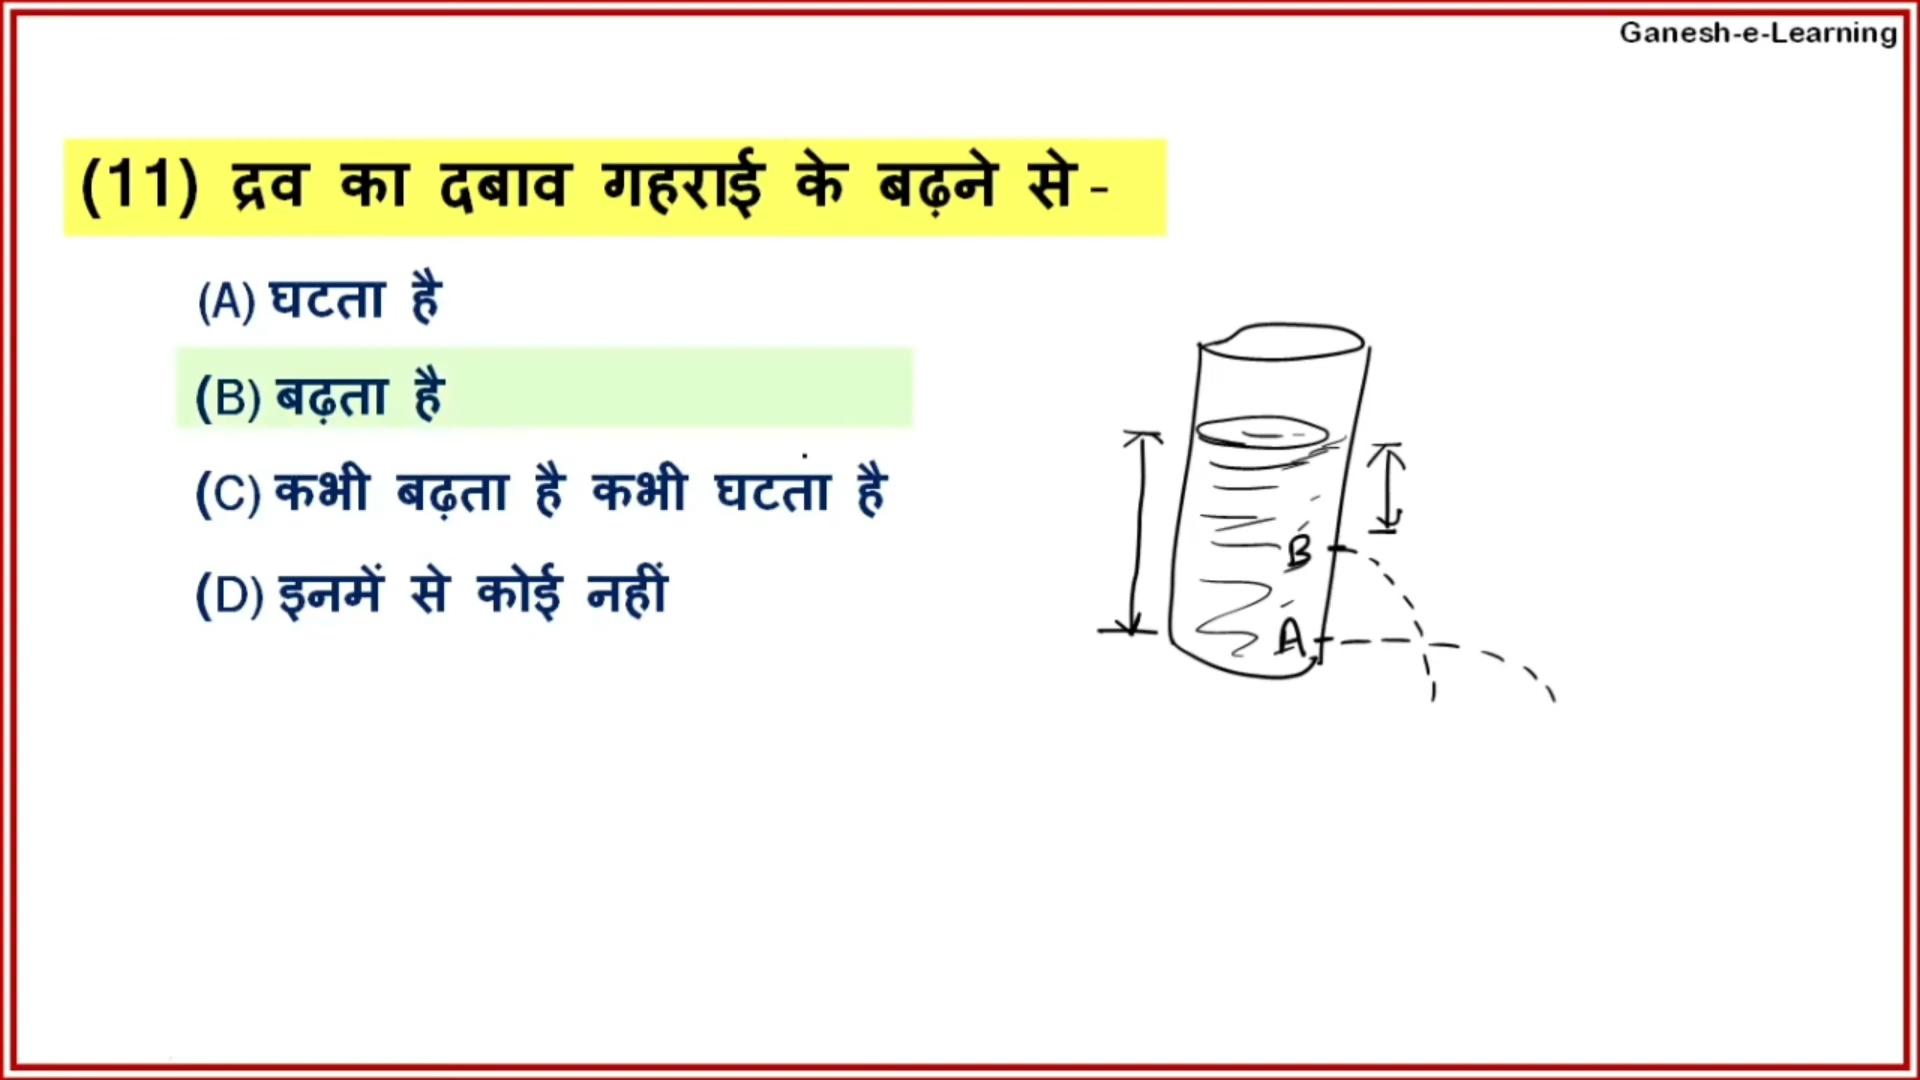 Ganesh-e-Learning
(11) द्रव का दबाव गहराई के बढ़ने से -
(A) घटता है
(B) बढ़ता है
(C) कभी बढ़ता है कभी घटता है
(D) इनमें से कोई नहीं
B
A